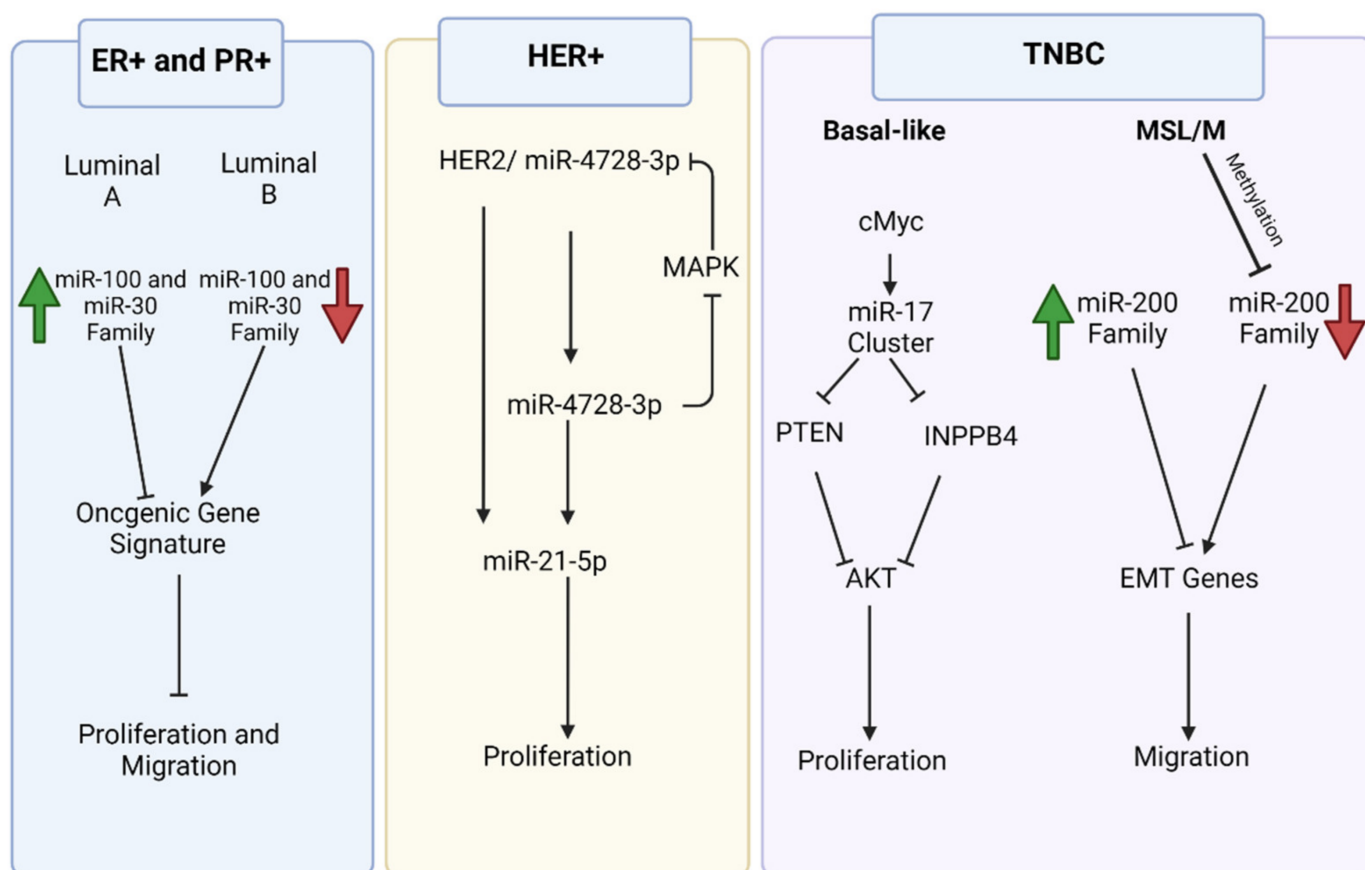 ER+ and PR+
Luminal
A
Luminal
B
miR-100 and
miR-30
Family
miR-100 and
miR-30
Family
Oncgenic Gene
Signature
Proliferation and
Migration
HER+
HER2/ miR-4728-3p
MAPK
miR-4728-3p
miR-21-5p
Proliferation
TNBC
Basal-like
cMyc
miR-17
Cluster
PTEN
INPPB4
AKT
Proliferation
MSL/M
Methylation
miR-200
Family
miR-200
Family
EMT Genes
Migration